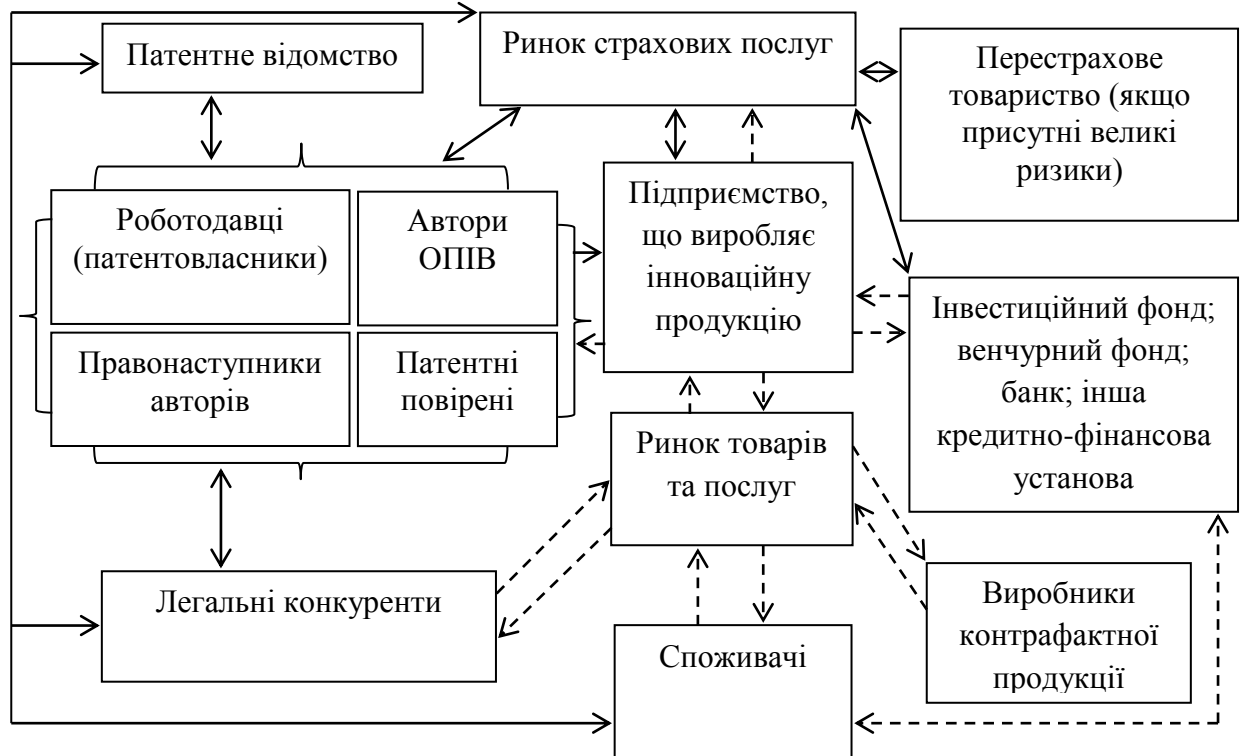 Патентне відомство
Ринок страхових послуг
Перестрахове
товариство (якщо
присутні великі
ризики)
Роботодавці
(патентовласники)
Автори
ОПІВ
Підприємство,
що виробляє
інноваційну
продукцію
Правонаступники
авторів
Патентні
повірені
Інвестиційний фонд;
венчурний фонд;
банк; інша
кредитно-фінансова
установа
Ринок товарів
та послуг
Легальні конкуренти
Виробники
контрафактної
продукції
Споживачі